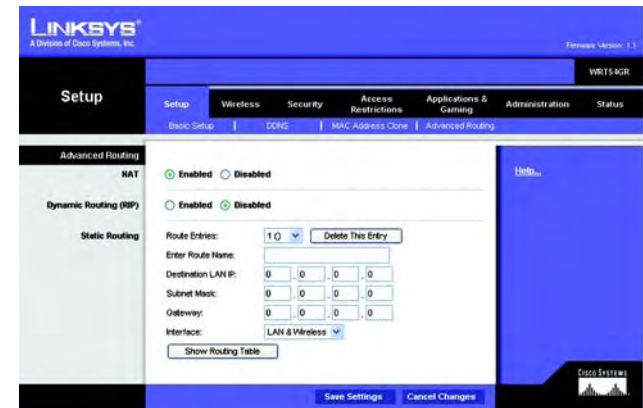 LINKSYS®
A Division of Cisco Systems, Inc.
Firmware Version: 1.1
WRT54GR
Setup
Setup Wireless Security Access Restrictions Applications & Gaming Administration Status
Basic Setup | DDNS | MAC Address Clone | Advanced Routing
Advanced Routing
NAT Enabled Disabled
Help...
Dynamic Routing (RIP) Enabled Disabled
Static Routing Route Entries: 1 () Delete This Entry
Enter Route Name:
Destination LAN IP: 0 . 0 . 0 . 0
Subnet Mask: 0 . 0 . 0 . 0
Gateway: 0 . 0 . 0 . 0
Interface: LAN & Wireless
Show Routing Table
Save Settings Cancel Changes
CISCO SYSTEMS